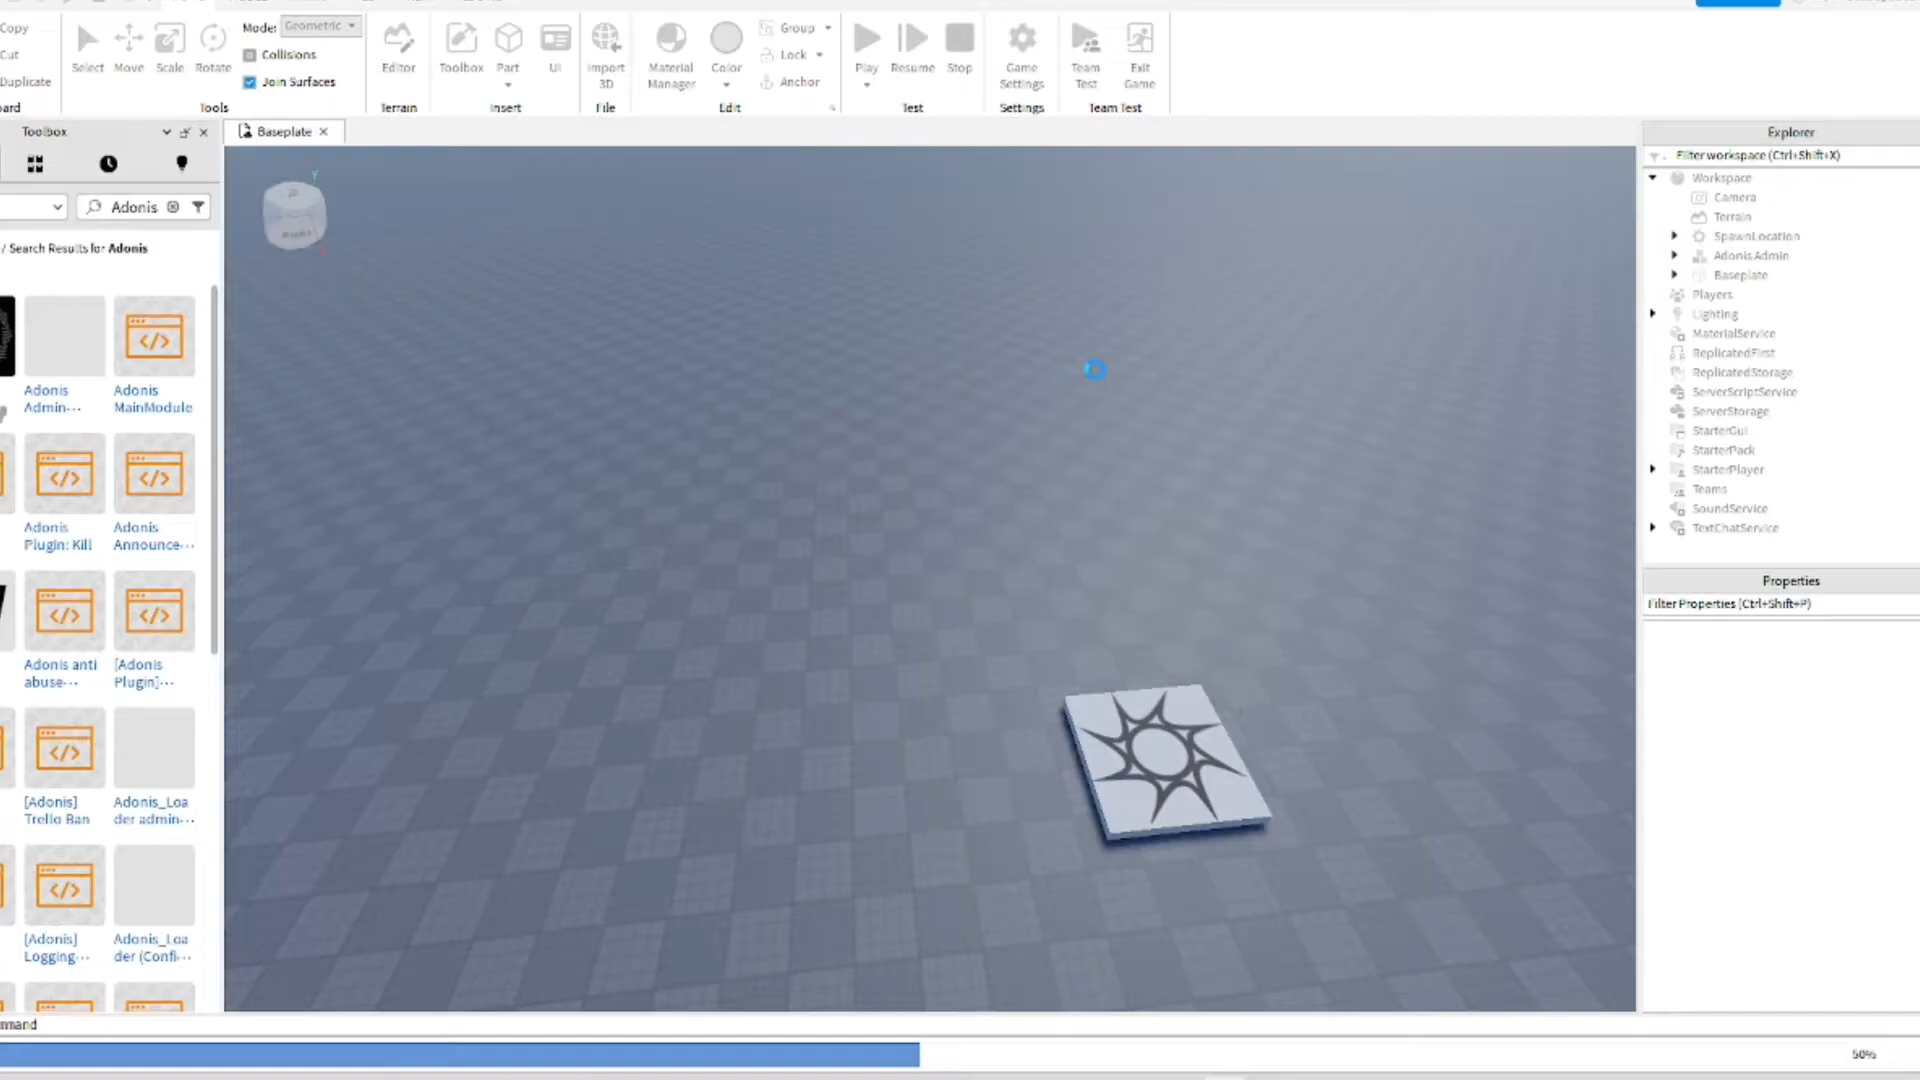 Copy
Cut
Duplicate
Select
Move
Scale
Rotate
Mode: Geometric
Collisions
Join Surfaces
Tools
Editor
Terrain
Toolbox
Part
UI
Insert
Import
3D
File
Material
Manager
Color
Group
Lock
Anchor
Edit
Play
Resume
Stop
Test
Game
Settings
Settings
Team
Test
Exit
Game
Team Test
Toolbox
Adonis
/ Search Results for Adonis
Adonis
Admin...
Adonis
MainModule
Adonis
Plugin: Kill
Adonis
Announce...
Adonis anti
abuse...
[Adonis
Plugin]...
[Adonis]
Trello Ban
Adonis_Loa
der admin...
[Adonis]
Logging...
Adonis_Loa
der (Confi...
Baseplate
Y
Explorer
Filter workspace (Ctrl+Shift+X)
Workspace
Camera
Terrain
SpawnLocation
Adonis Admin
Baseplate
Players
Lighting
MaterialService
ReplicatedFirst
ReplicatedStorage
ServerScriptService
ServerStorage
StarterGui
StarterPack
StarterPlayer
Teams
SoundService
TextChatService
Properties
Filter Properties (Ctrl+Shift+P)
mmand
50%